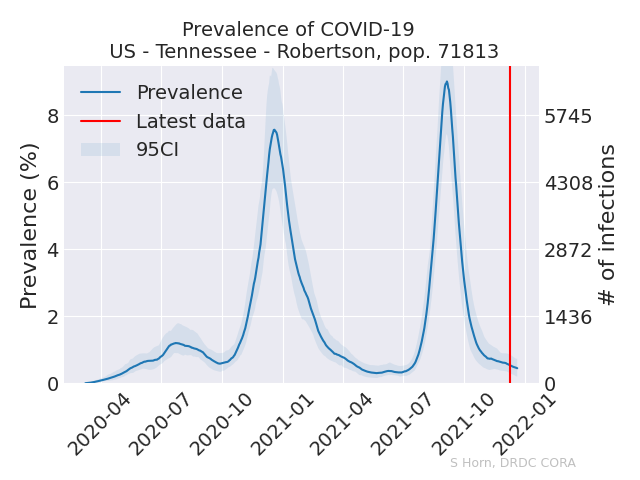 Prevalence of COVID-19
US - Tennessee - Robertson, pop. 71813
Prevalence
Latest data
95CI
Prevalence (%)
8
6
4
2
0
5745
4308
2872
1436
0
# of infections
2020-04
2020-07
2020-10
2021-01
2021-04
2021-07
2021-10
2022-01
S Horn, DRDC CORA